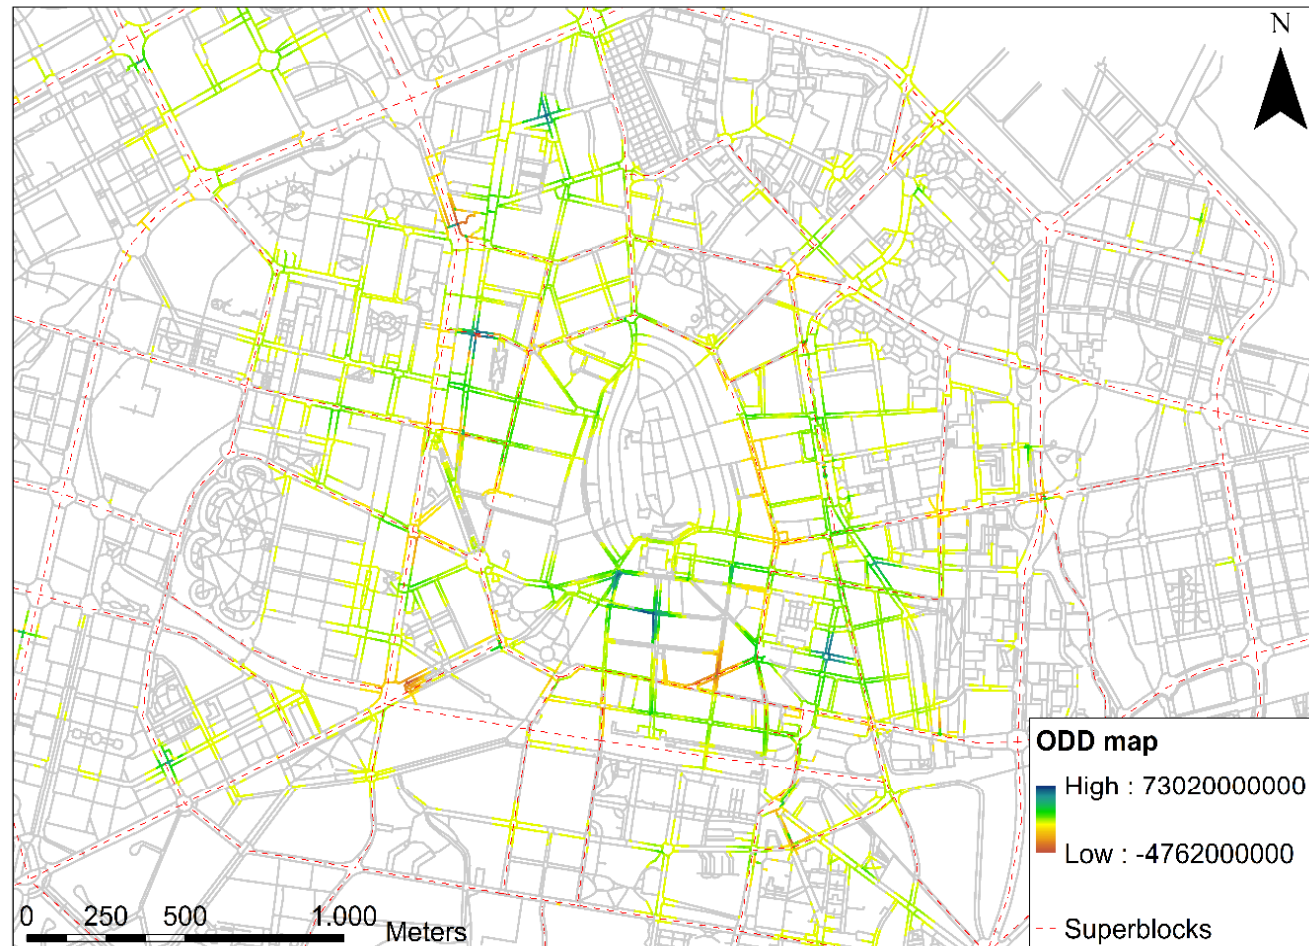 N
ODD map
High : 73020000000
Low : -4762000000
Superblocks
0 250 500 1.000
Meters